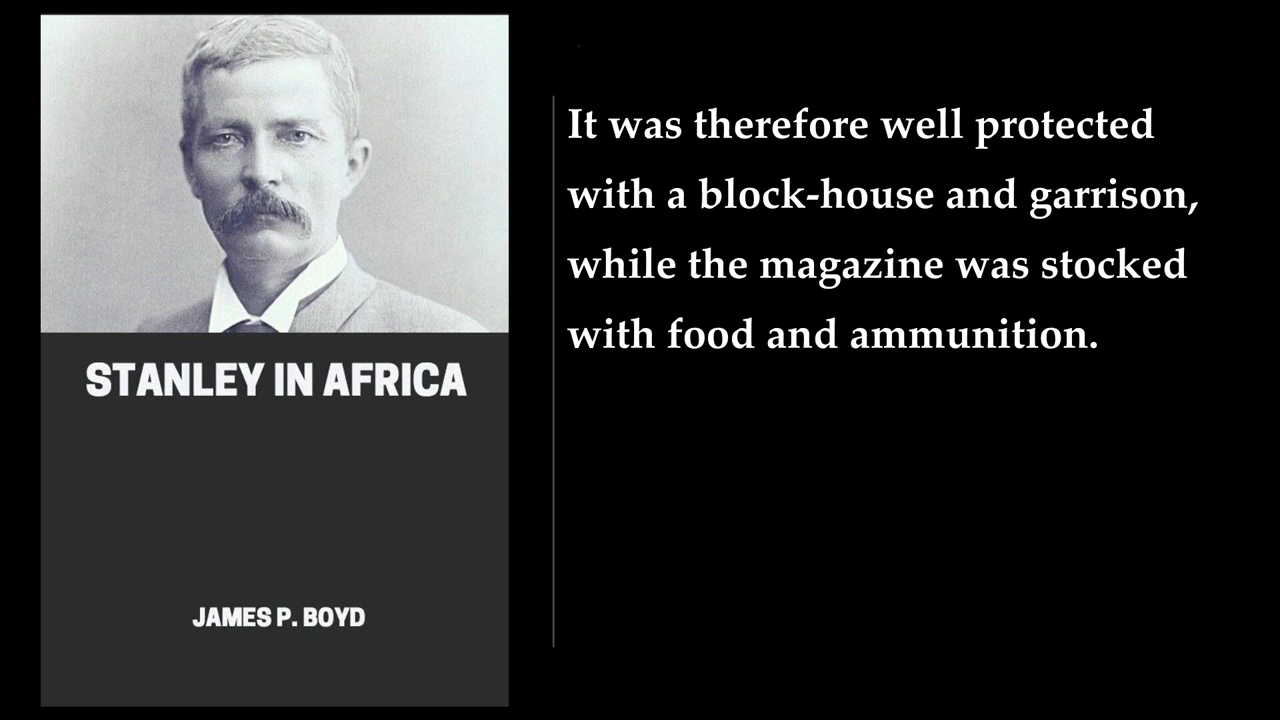 STANLEY IN AFRICA
JAMES P. BOYD
It was therefore well protected
with a block-house and garrison,
while the magazine was stocked
with food and ammunition.